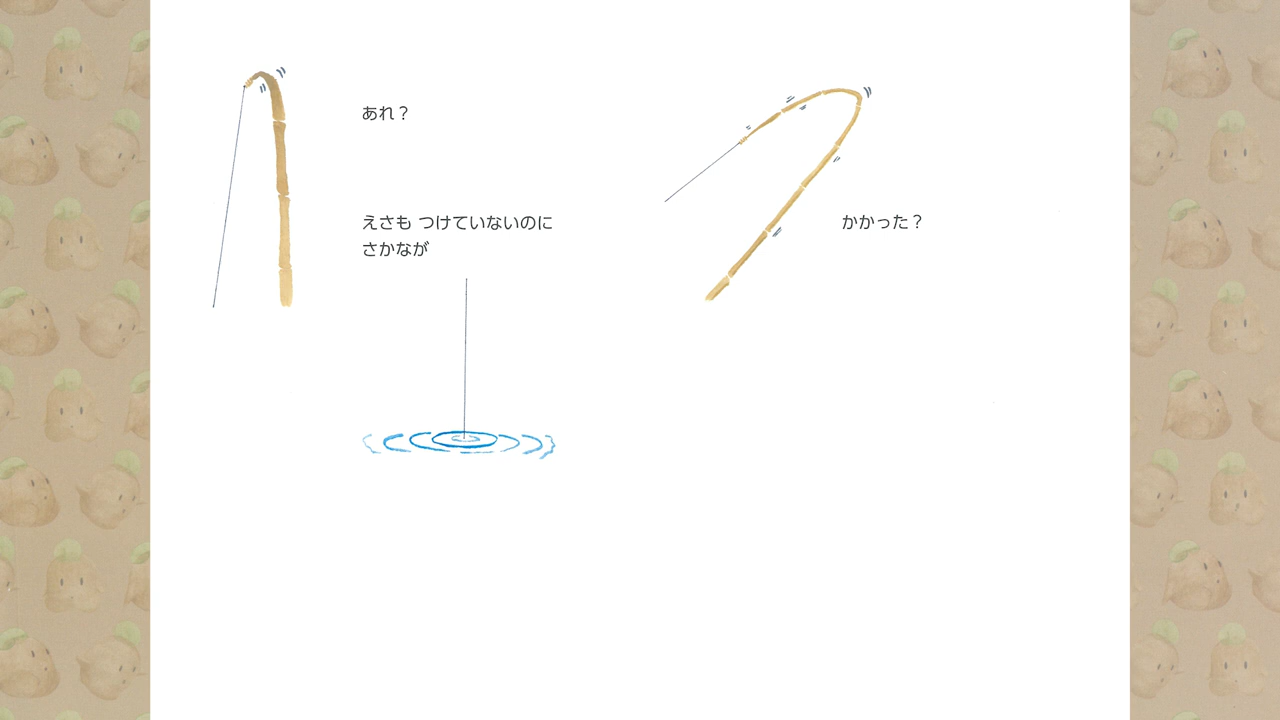 あれ？
えさも つけていないのに
さかなが
かかった？